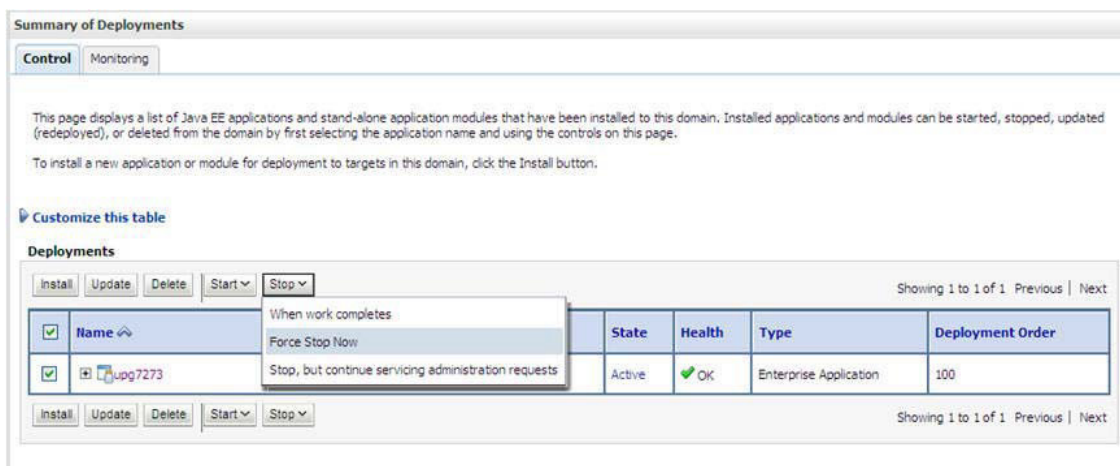 Summary of Deployments
Control Monitoring
This page displays a list of Java EE applications and stand-alone application modules that have been installed to this domain. Installed applications and modules can be started, stopped, updated
(redeployed), or deleted from the domain by first selecting the application name and using the controls on this page.
To install a new application or module for deployment to targets in this domain, click the Install button.
Customize this table
Deployments
Install Update Delete Start Stop Showing 1 to 1 of 1 Previous | Next
When work completes
Name State Health Type Deployment Order
Force Stop Now
upg7273 Active OK Enterprise Application 100
Stop, but continue servicing administration requests
Install Update Delete Start Stop Showing 1 to 1 of 1 Previous | Next